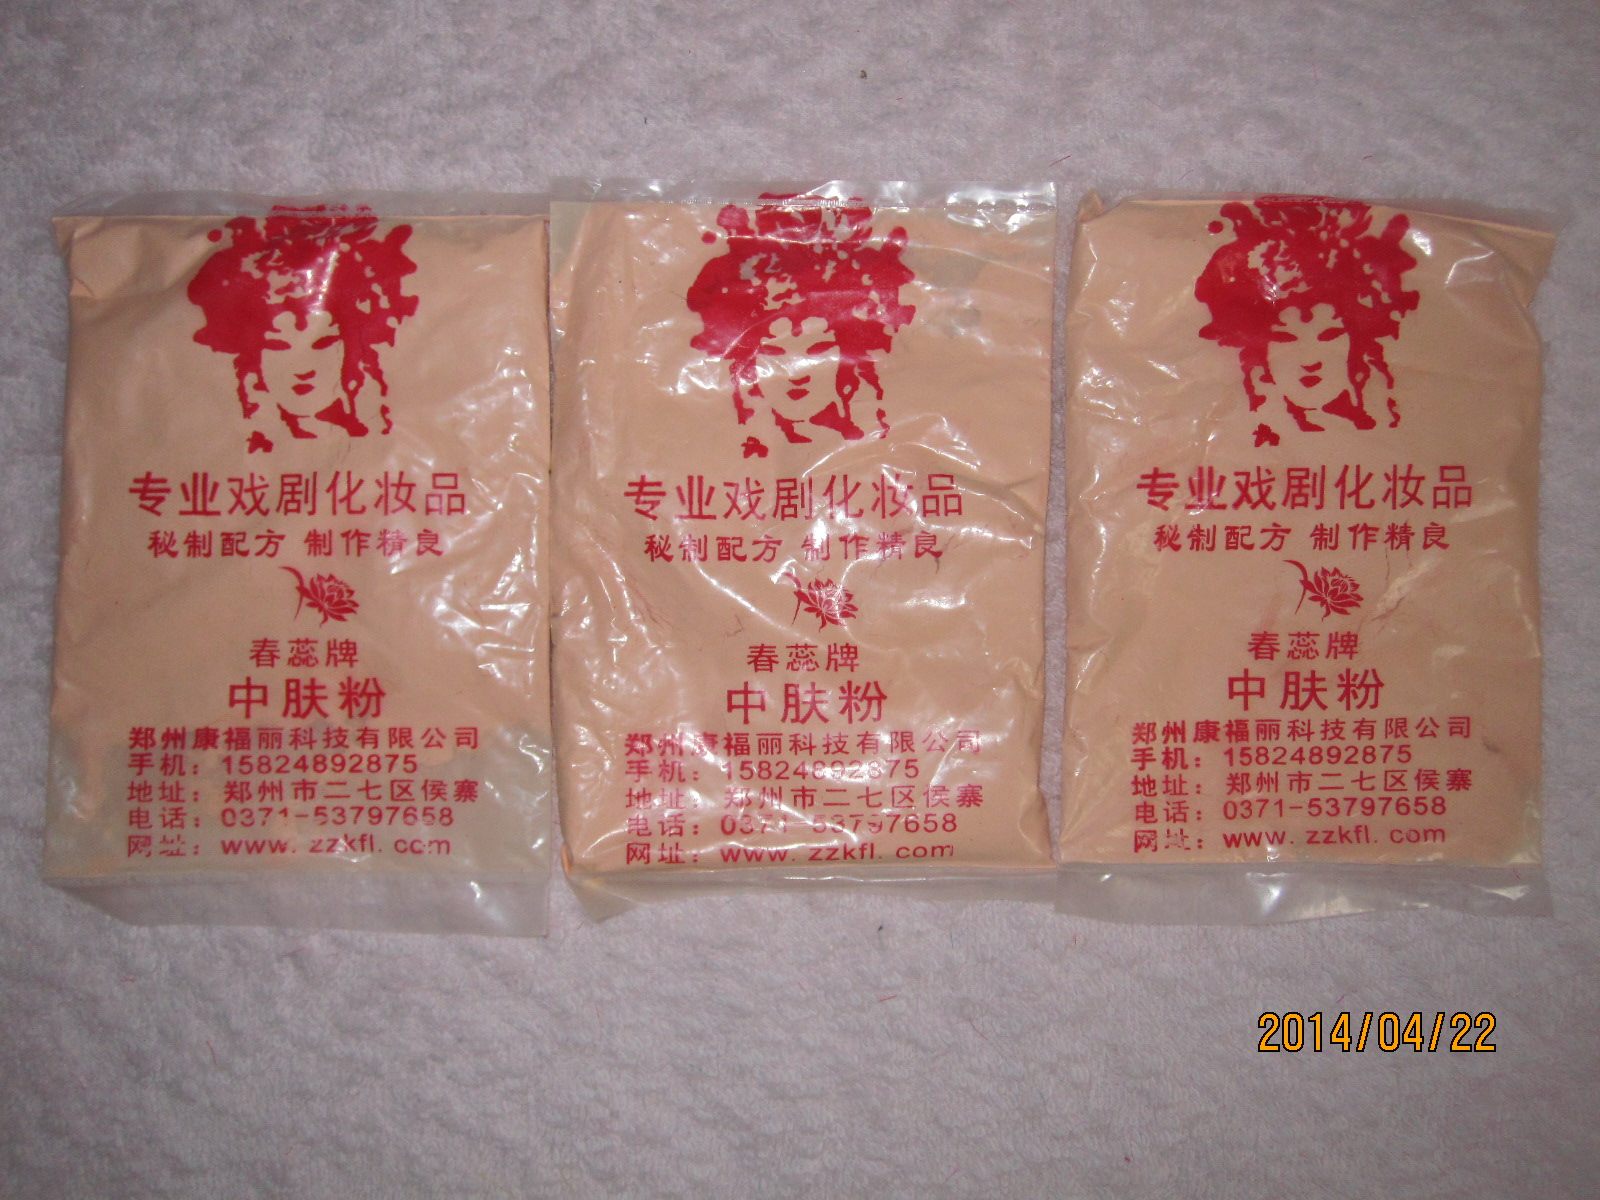 专业戏剧化妆品
秘制配方 制作精良
春蕊牌
中肤粉
郑州康福丽科技有限公司
手机：15824892875
地址：郑州市二七区侯寨
电话：0371-53797658
网址：www.zzkfl.com
专业戏剧化妆品
秘制配方 制作精良
春蕊牌
中肤粉
郑州康福丽科技有限公司
手机：15824892875
地址：郑州市二七区侯寨
电话：0371-53797658
网址：www.zzkfl.com
专业戏剧化妆品
秘制配方 制作精良
春蕊牌
中肤粉
郑州康福丽科技有限公司
手机：15824892875
地址：郑州市二七区侯寨
电话：0371-53797658
网址：www.zzkfl.com
2014/04/22